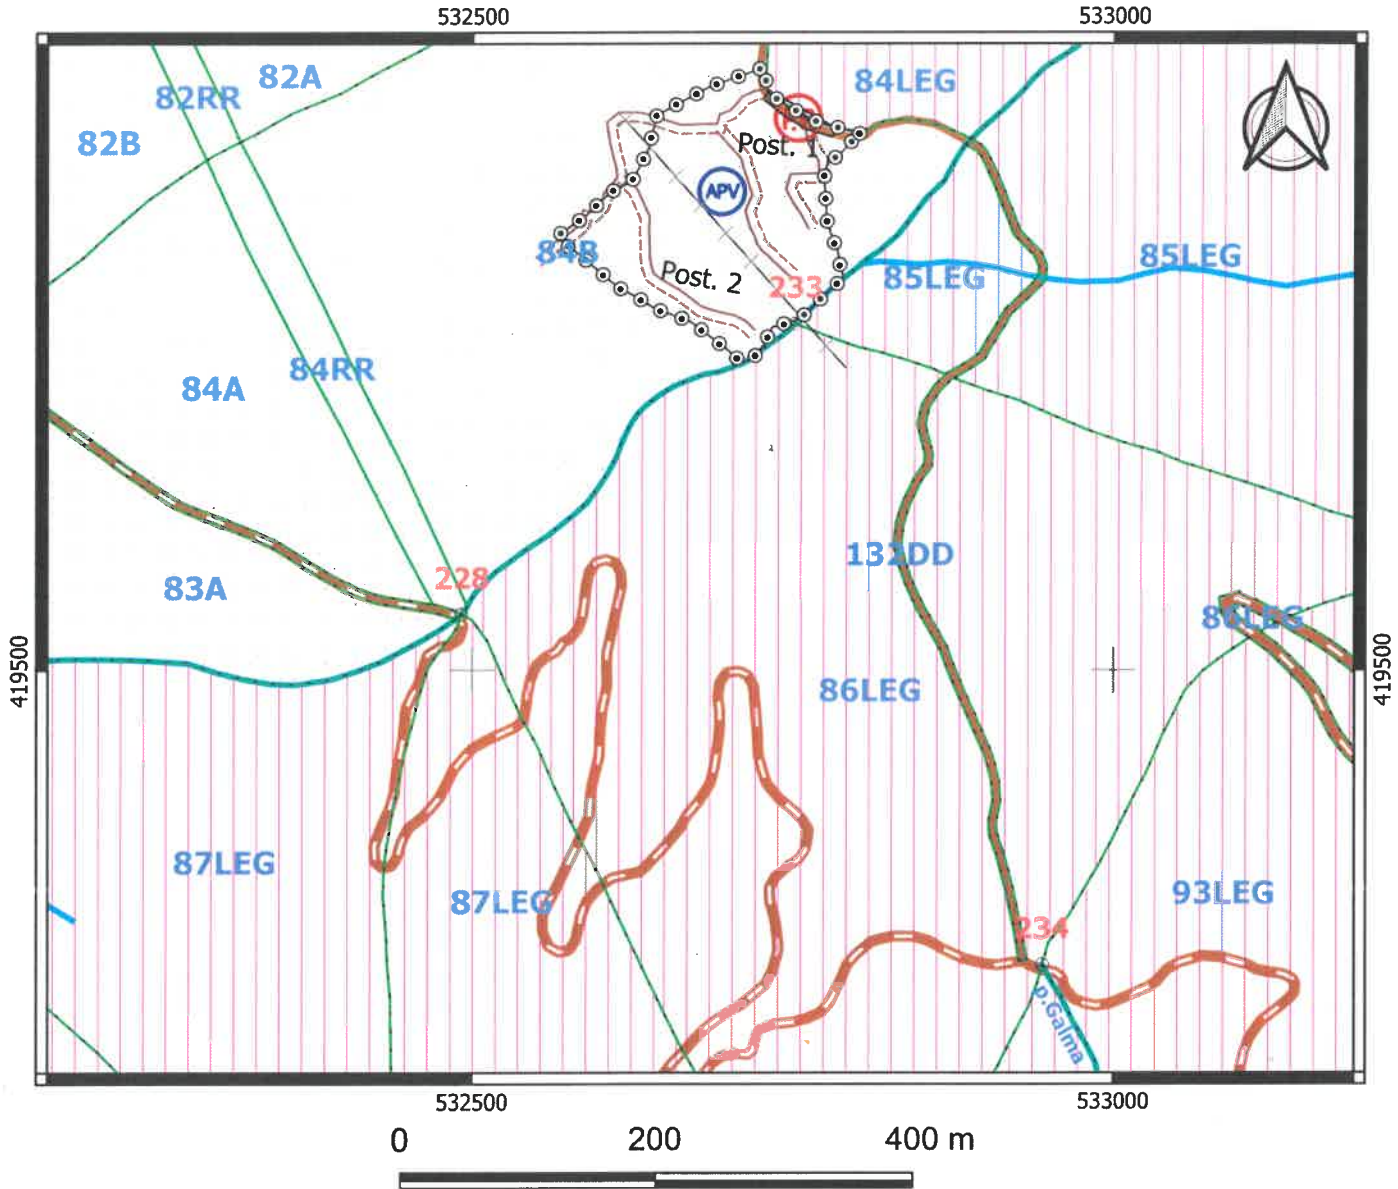 532500 533000
82A
82RR
84LEG
82B
Post. 1
APV
84B
85LEG
85LEG
Post. 2
233
84RR
84A
132DD
228
83A
86LEG
419500
419500
86LEG
87LEG
87LEG
93LEG
234
p.Galma
532500 533000
0 200 400 m